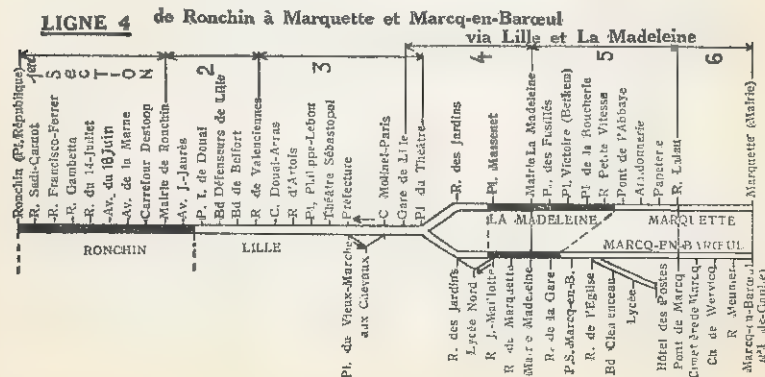 LIGNE 4
de Ronchin à Marquette et Marcq-en-Barœul
via Lille et La Madeleine
1ère SECTION
2
3
4
5
6
Ronchin (Pl. République)
R. Sadi-Carnot
R. Francisco-Ferrer
R. Gambetta
R. du 14-Juillet
Av. du 18 Juin
Av. de la Marne
Carrefour Destoop
Mairie de Ronchin
Av. J.-Jaurès
P. de Douai
Bd Défenseurs de Lille
Bd de Belfort
R de Valenciennes
C. Douai-Arras
R d'Artois
Pl. Philippe-Lebon
Théâtre Sébastopol
Préfecture
C Molinel-Paris
Gare de Lille
Pl du Théâtre
R. des Jardins
Pl. Massenet
Mairie La Madeleine
des Fusillés
Pl. Victoire (Berkem)
Pl de la Boucherie
R Petite Vitesse
Pont de l'Abbaye
Amidonnerie
Papeterie
R. Lalau
Marquette (Mairie)
RONCHIN
LILLE
LA MADELEINE
MARQUETTE
MARCQ-EN-BARŒUL
Pl. du Vieux-Marché
aux Chevaux
R. des Jardins
Lycée Nord
R J.-Maillotte
R de Marquette
Mairie Madeleine
R. de la Gare
P.S. Marcq-en-B.
R. de l'Eglise
Bd Clemenceau
Lycée
Hôtel des Postes
Pont de Marcq
Cimetière de Marcq
Ch de Wervicq
R Meunier
Marcq-en-Barœul